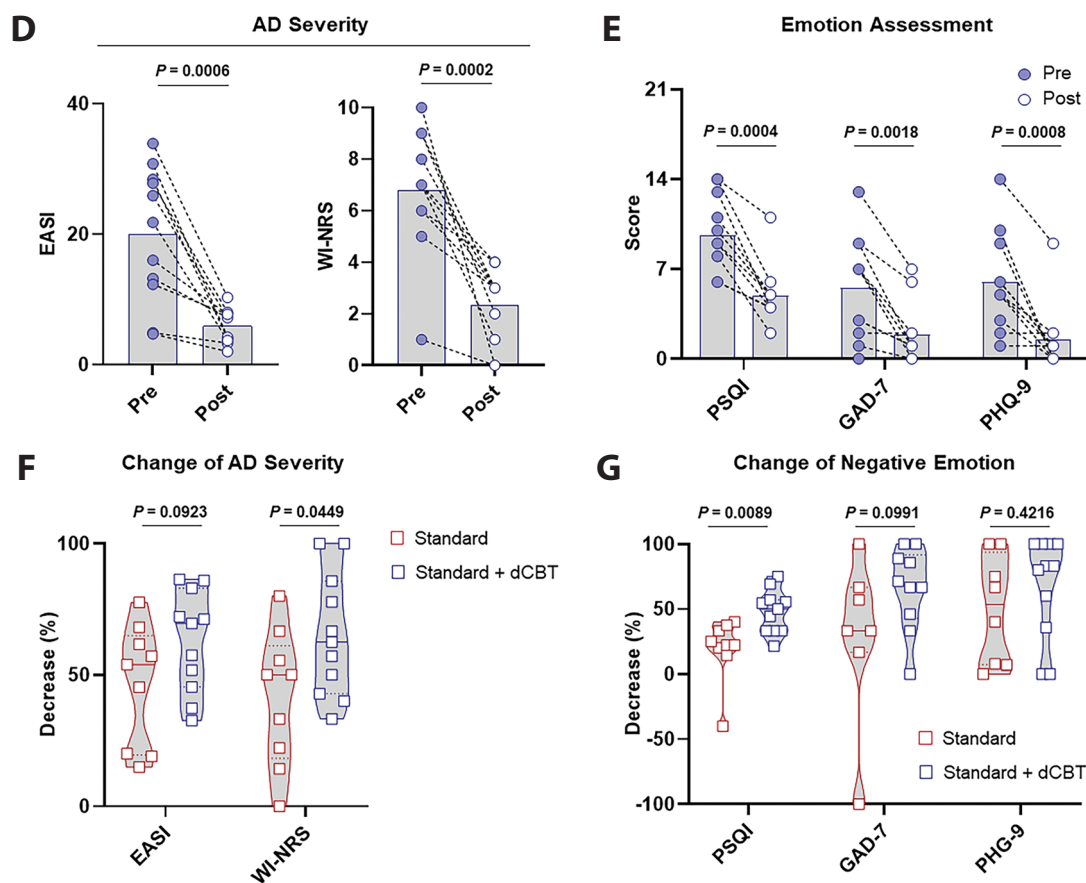 D
AD Severity
P = 0.0006
40
20
0
EASI
Pre
Post
P = 0.0002
10
8
6
4
2
0
WI-NRS
Pre
Post
E
Emotion Assessment
Pre
Post
21
14
7
0
Score
P = 0.0004
P = 0.0018
P = 0.0008
PSQI
GAD-7
PHQ-9
F
Change of AD Severity
P = 0.0923
P = 0.0449
Standard
Standard + dCBT
100
50
0
Decrease (%)
EASI
WI-NRS
G
Change of Negative Emotion
P = 0.0089
P = 0.0991
P = 0.4216
100
50
0
-50
-100
Decrease (%)
Standard
Standard + dCBT
PSQI
GAD-7
PHG-9